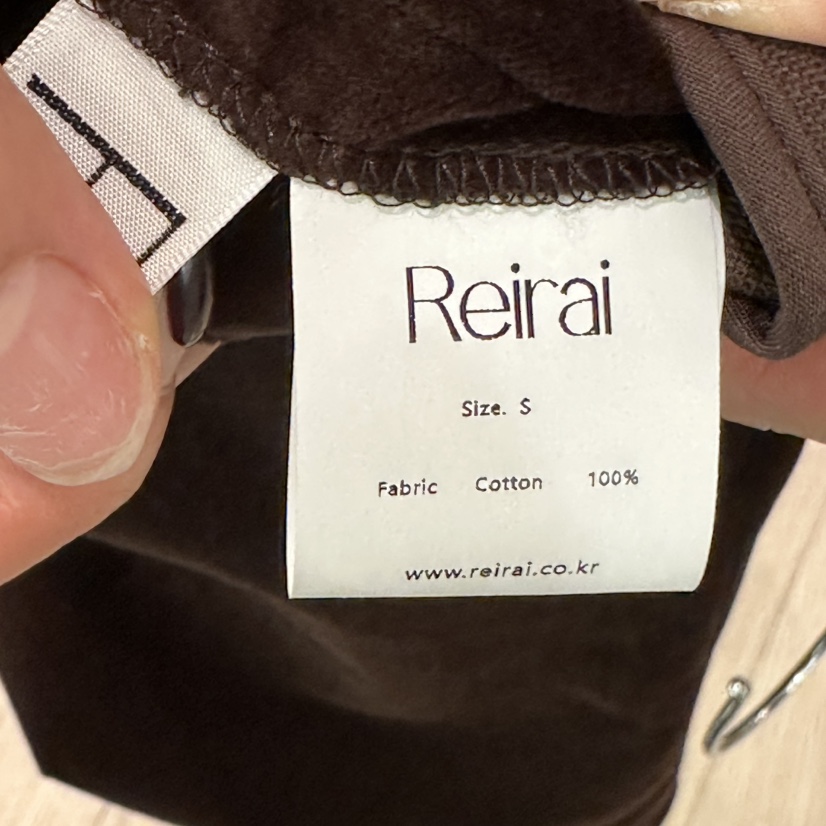 Reirai
Size. S
Fabric Cotton 100%
www.reirai.co.kr